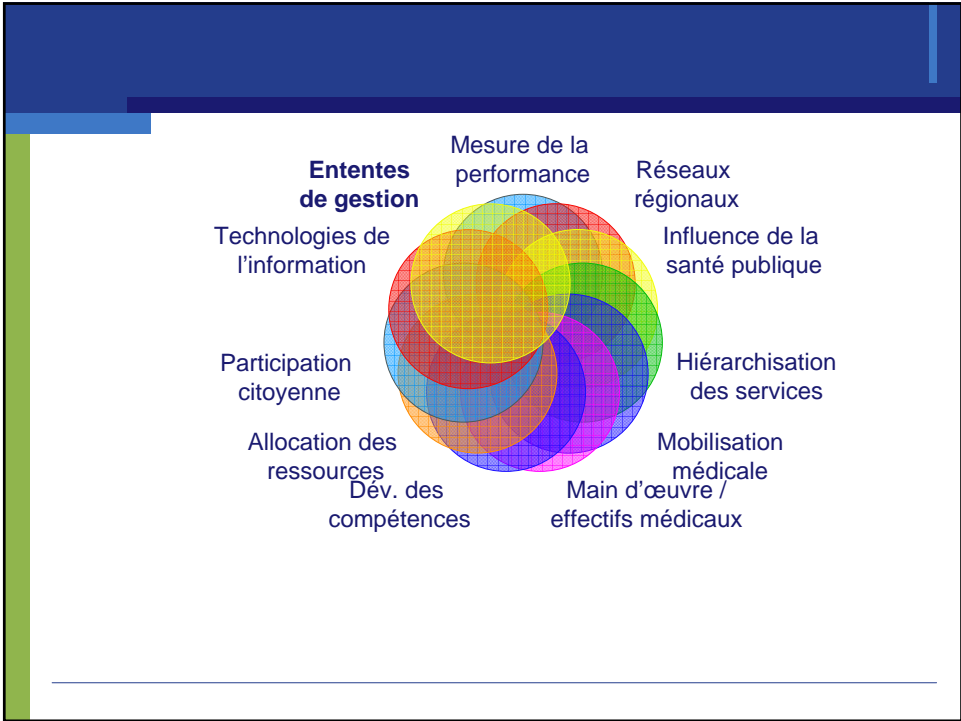 Mesure de la
performance
Ententes
de gestion
Réseaux
régionaux
Technologies de
l’information
Influence de la
santé publique
Participation
citoyenne
Hiérarchisation
des services
Allocation des
ressources
Mobilisation
médicale
Dév. des
compétences
Main d’œuvre /
effectifs médicaux